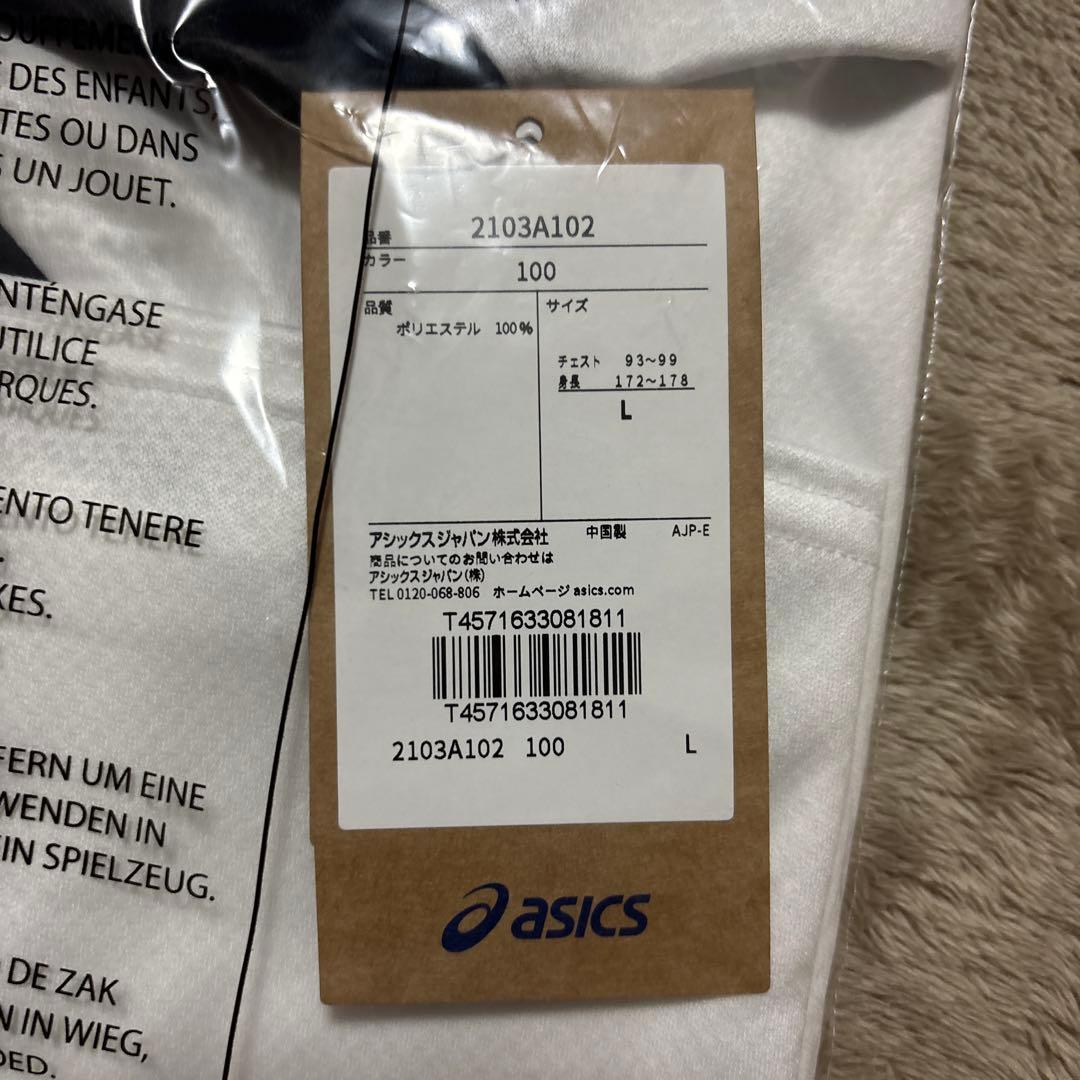 DES ENFANTS,
TES OU DANS
UN JOUET.
NTÉNGASE
UTILICE
RQUES.
ENTO TENERE
KES.
FERN UM EINE
WENDEN IN
EIN SPIELZEUG.
DE ZAK
N IN WIEG,
DED.
品番 2103A102
カラー 100
品質
ポリエステル 100%
サイズ
チェスト 93~99
身長 172~178
L
アシックスジャパン株式会社 中国製 AJP-E
商品についてのお問い合わせは
アシックスジャパン(株)
TEL 0120-068-806 ホームページ asics.com
T4571633081811
T4571633081811
2103A102 100 L
asics